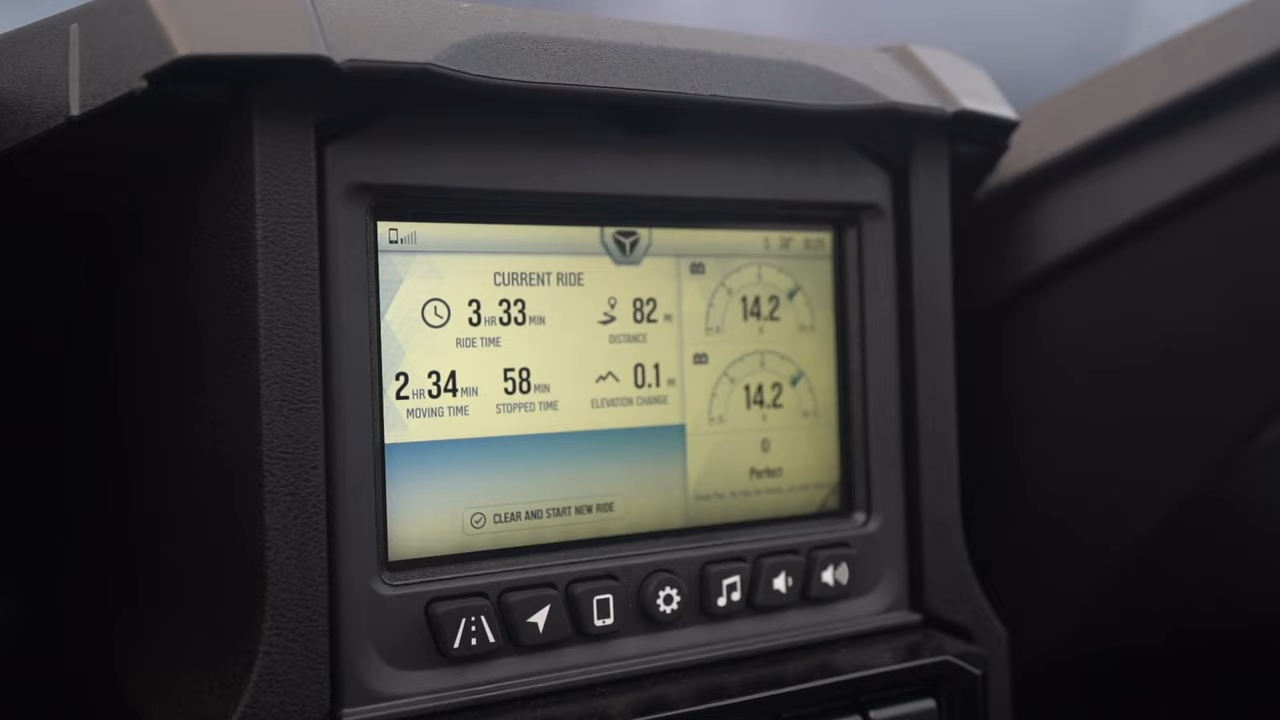 CURRENT RIDE
3 HR 33 MIN
RIDE TIME
82
DISTANCE
2 HR 34 MIN
MOVING TIME
58 MIN
STOPPED TIME
0.1
ELEVATION CHANGE
CLEAR AND START NEW RIDE
14.2
14.2
0
Perfect